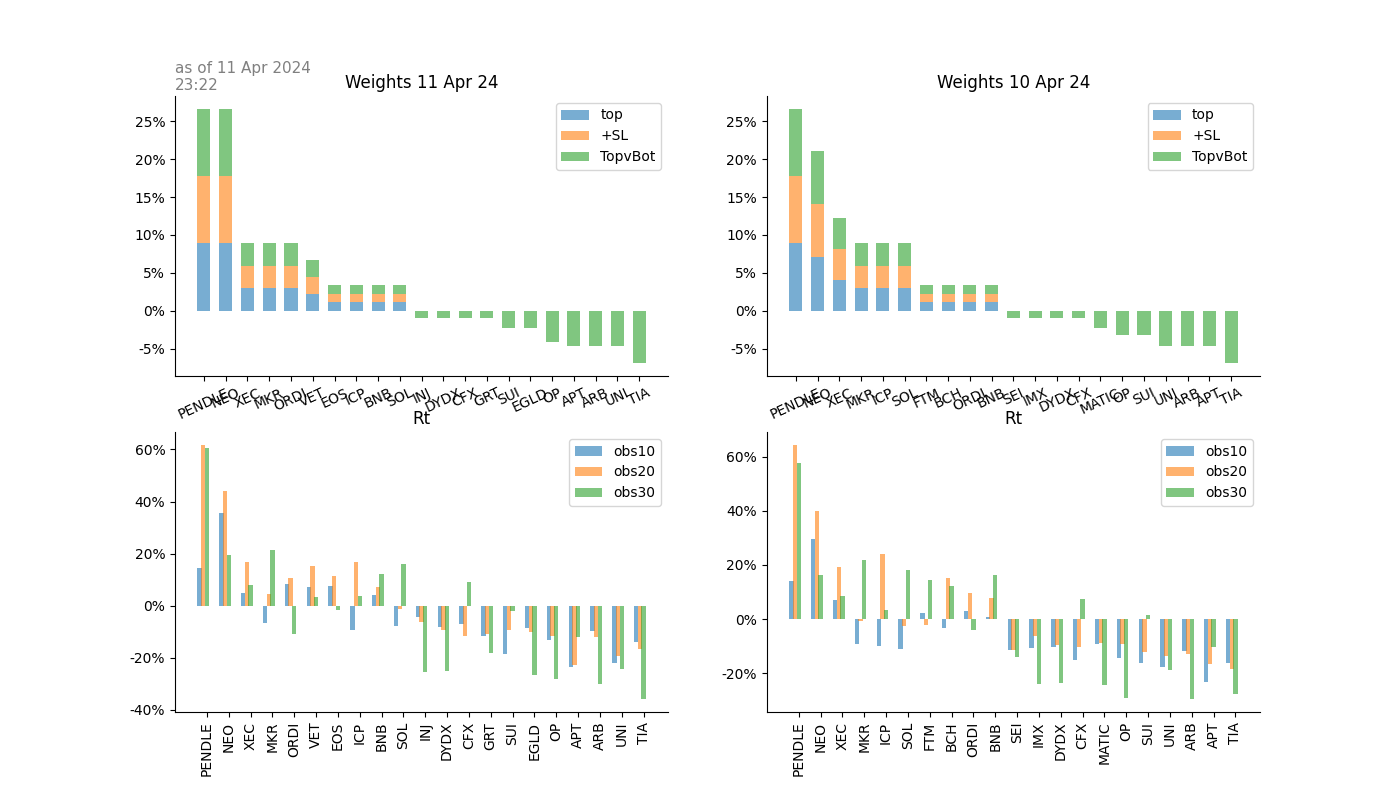 as of 11 Apr 2024
23:22
Weights 11 Apr 24
25%
20%
15%
10%
5%
0%
-5%
top
+SL
TopvBot
PENDLE NEO XEC MKR ORDI VET EOS ICP BNB SOL INJ DYDX CFX GRT SUI EGLD OP APT ARB UNI TIA
Weights 10 Apr 24
25%
20%
15%
10%
5%
0%
-5%
top
+SL
TopvBot
PENDLE NEO XEC MKR ICP SOL FTM BCH ORDI BNB SEI IMX DYDX CFX MATIC OP SUI UNI ARB APT TIA
Rt
60%
40%
20%
0%
-20%
-40%
obs10
obs20
obs30
PENDLE NEO XEC MKR ORDI VET EOS ICP BNB SOL INJ DYDX CFX GRT SUI EGLD OP APT ARB UNI TIA
Rt
60%
40%
20%
0%
-20%
obs10
obs20
obs30
PENDLE NEO XEC MKR ICP SOL FTM BCH ORDI BNB SEI IMX DYDX CFX MATIC OP SUI UNI ARB APT TIA